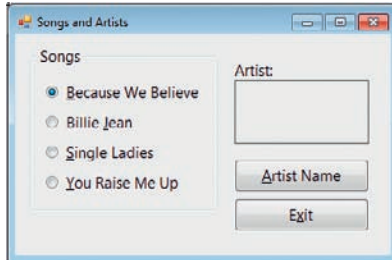 Songs and Artists
Songs
Because We Believe
Billie Jean
Single Ladies
You Raise Me Up
Artist:
Artist Name
Exit